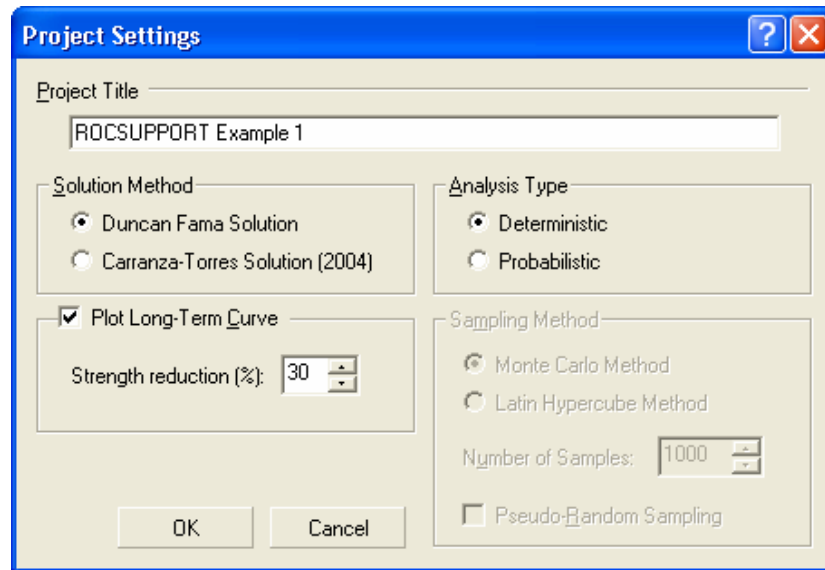 Project Settings
Project Title
ROCSUPPORT Example 1
Solution Method
Duncan Fama Solution
Carranza-Torres Solution (2004)
Analysis Type
Deterministic
Probabilistic
Plot Long-Term Curve
Strength reduction (%): 30
Sampling Method
Monte Carlo Method
Latin Hypercube Method
Number of Samples: 1000
Pseudo-Random Sampling
OK
Cancel